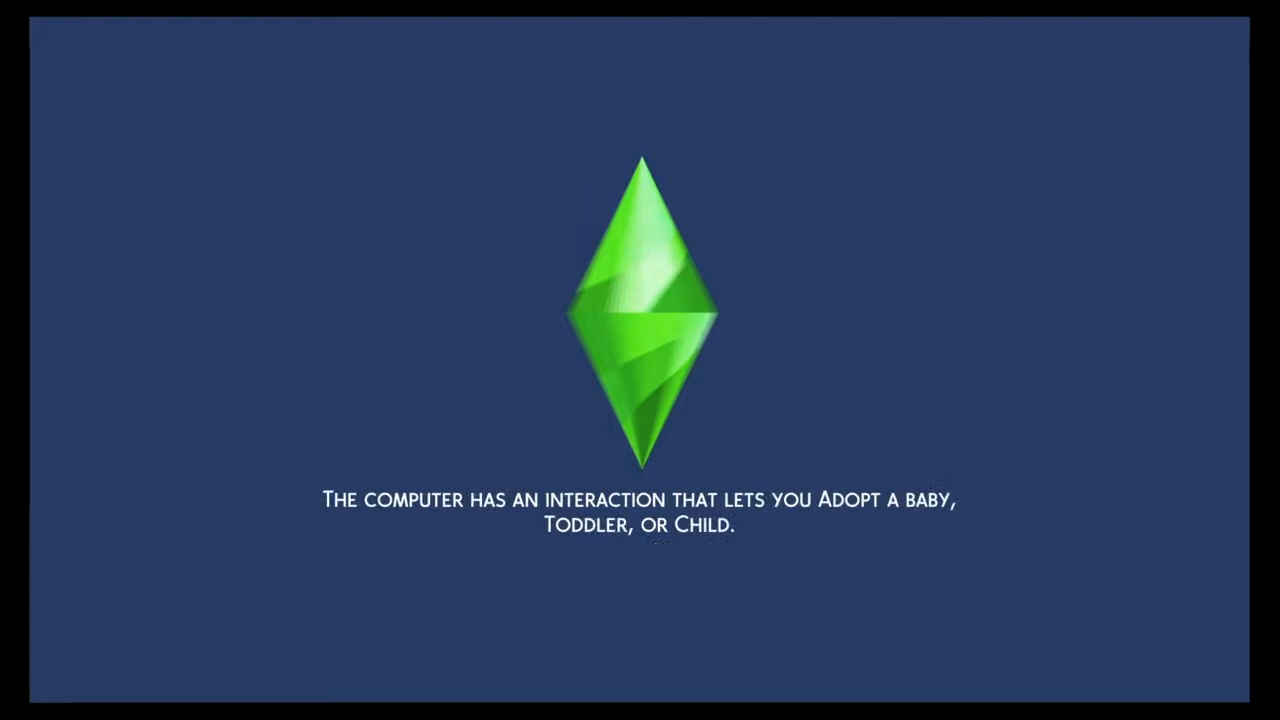 The computer has an interaction that lets you Adopt a baby,
Toddler, or Child.